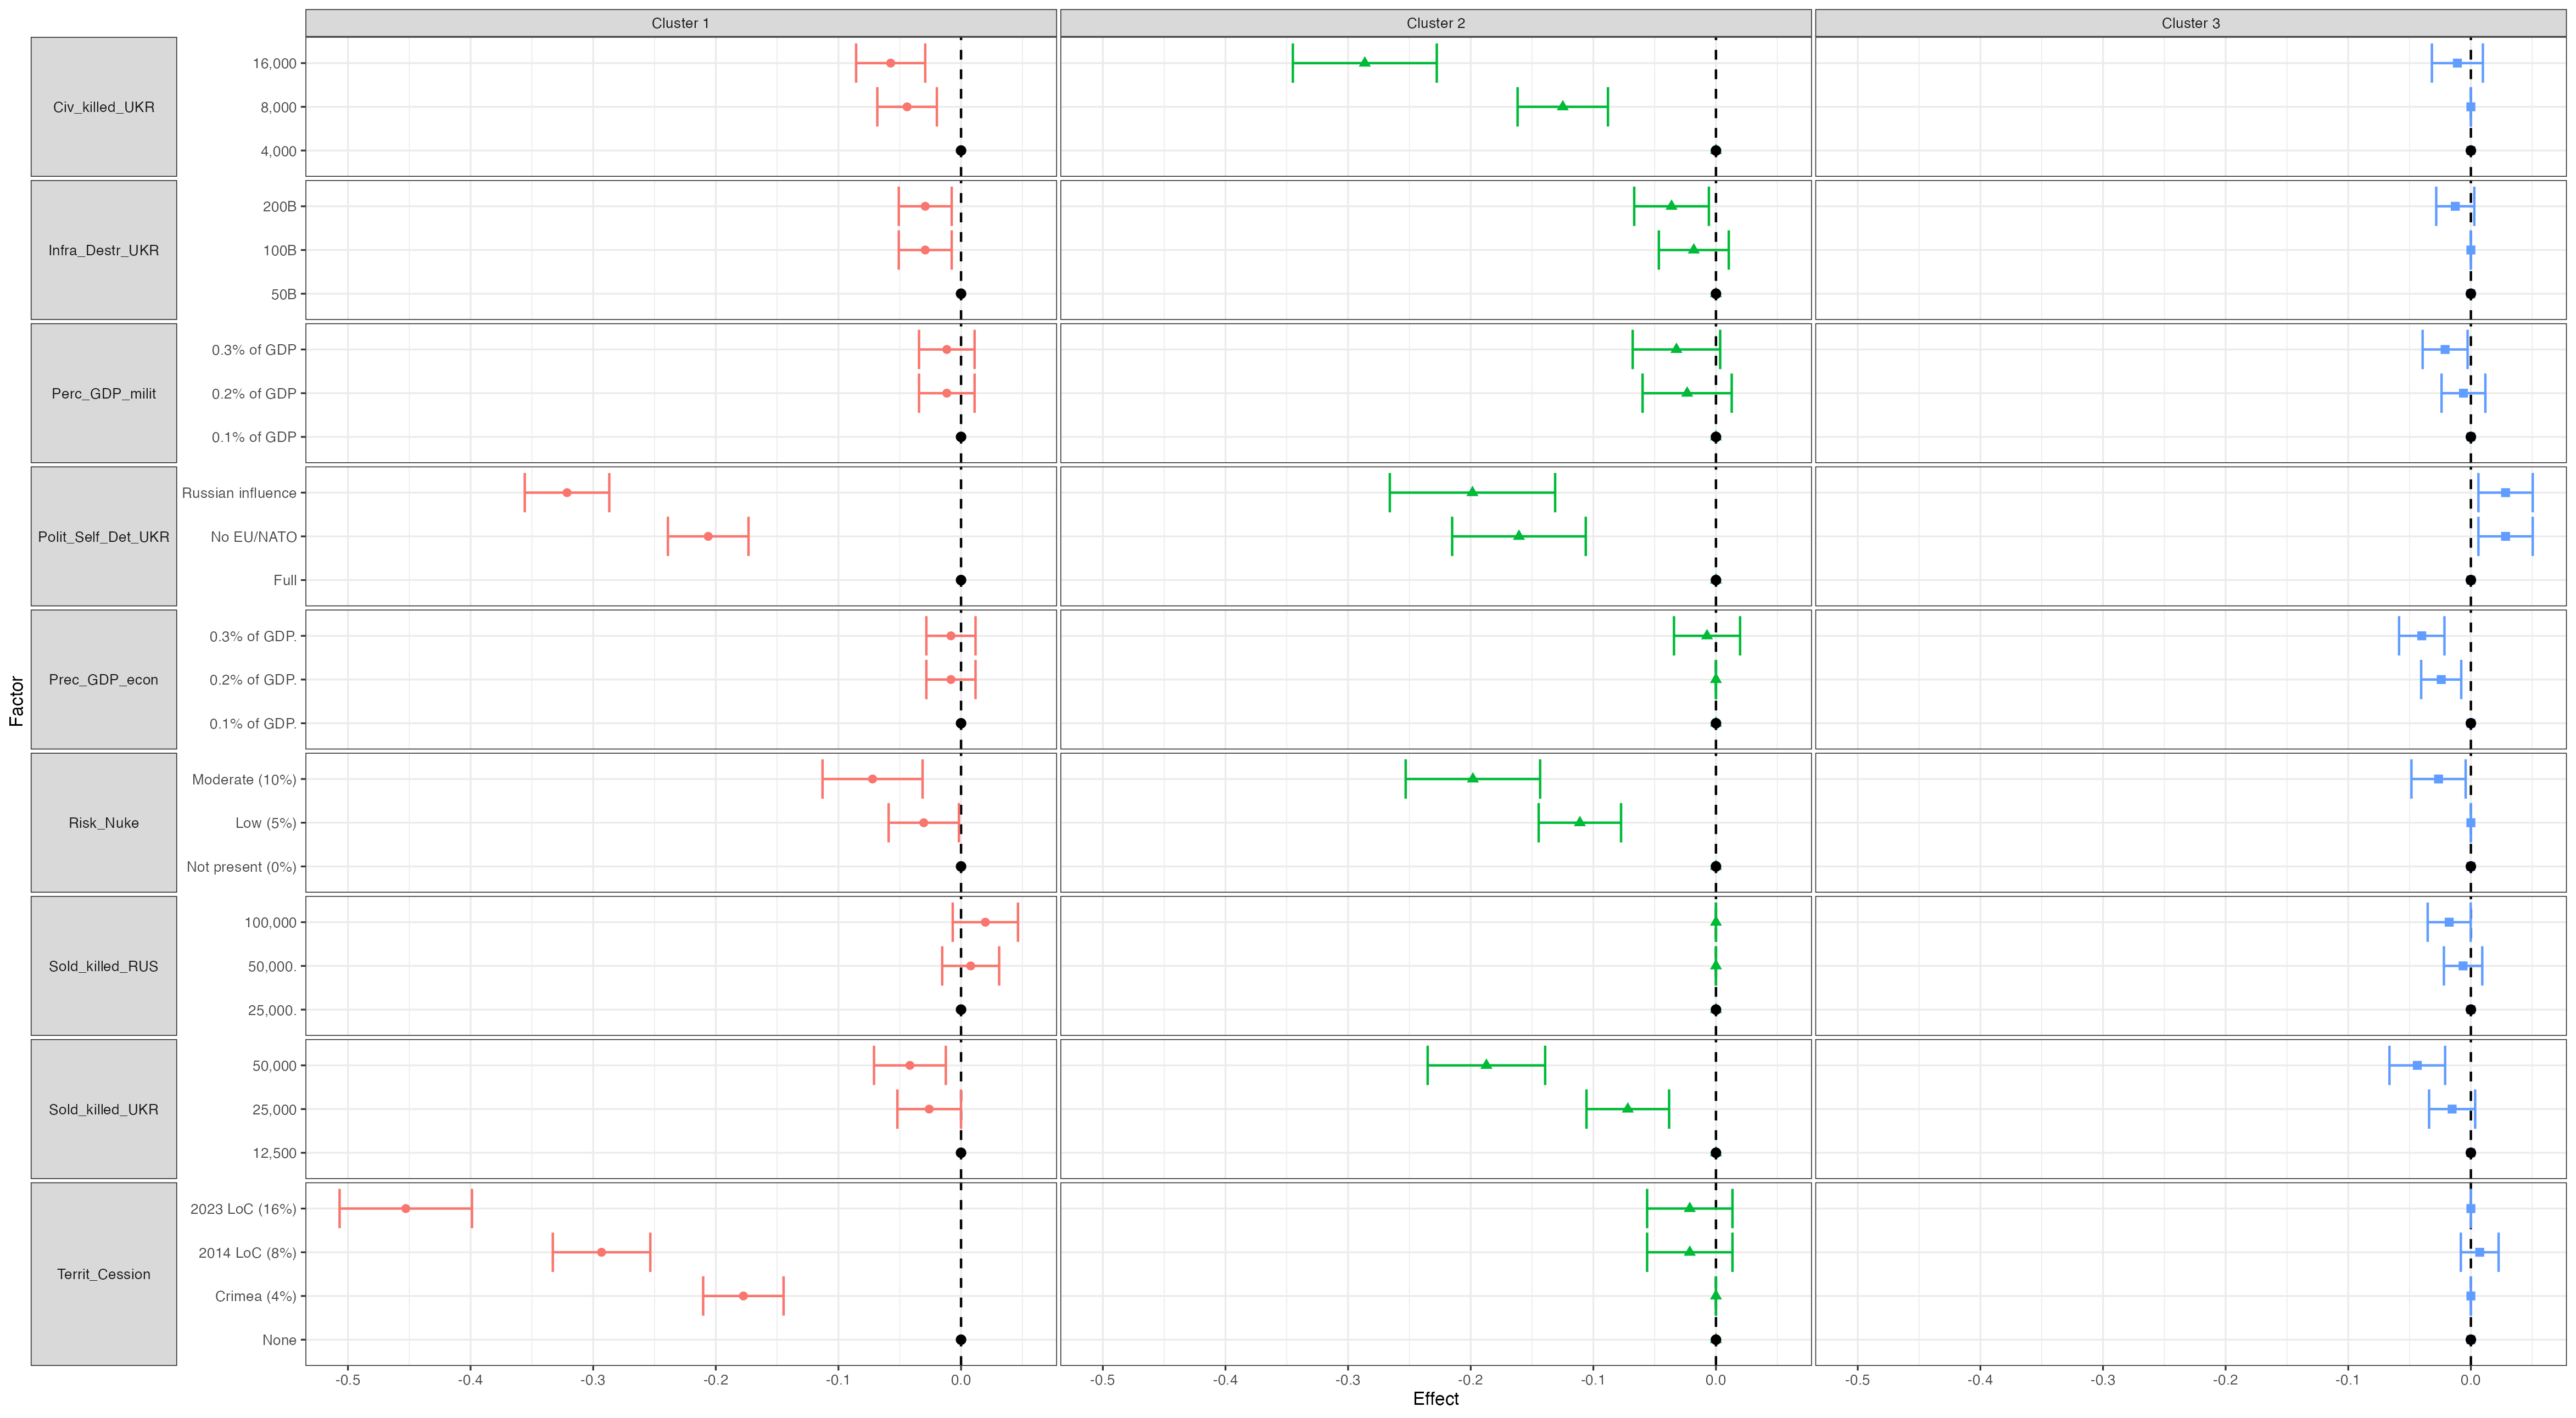 Cluster 1 Cluster 2 Cluster 3
Factor
Civ_killed_UKR
16,000
8,000
4,000
Infra_Destr_UKR
200B
100B
50B
Perc_GDP_milit
0.3% of GDP
0.2% of GDP
0.1% of GDP
Polit_Self_Det_UKR
Russian influence
No EU/NATO
Full
Prec_GDP_econ
0.3% of GDP.
0.2% of GDP.
0.1% of GDP.
Risk_Nuke
Moderate (10%)
Low (5%)
Not present (0%)
Sold_killed_RUS
100,000
50,000.
25,000.
Sold_killed_UKR
50,000
25,000
12,500
Territ_Cession
2023 LoC (16%)
2014 LoC (8%)
Crimea (4%)
None
-0.5 -0.4 -0.3 -0.2 -0.1 0.0 -0.5 -0.4 -0.3 -0.2 -0.1 0.0 -0.5 -0.4 -0.3 -0.2 -0.1 0.0
Effect